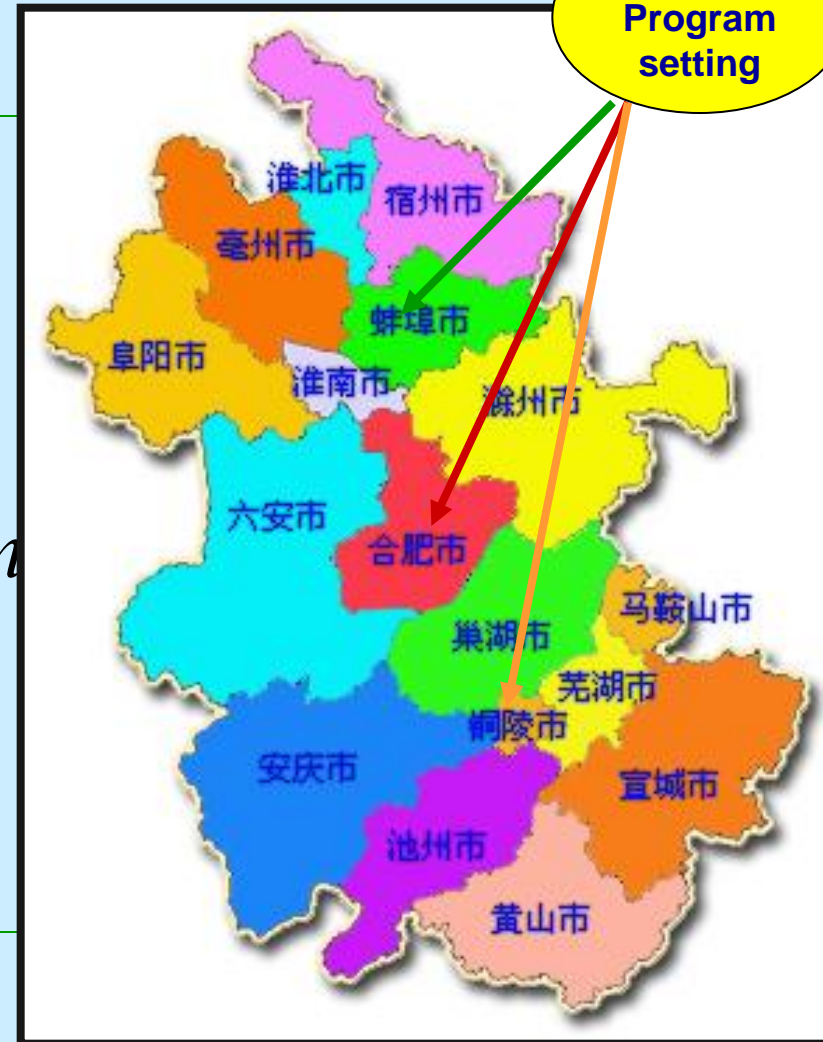 Program
setting
淮北市
宿州市
亳州市
蚌埠市
阜阳市
淮南市
滁州市
六安市
合肥市
马鞍山市
巢湖市
芜湖市
铜陵市
安庆市
宣城市
池州市
黄山市